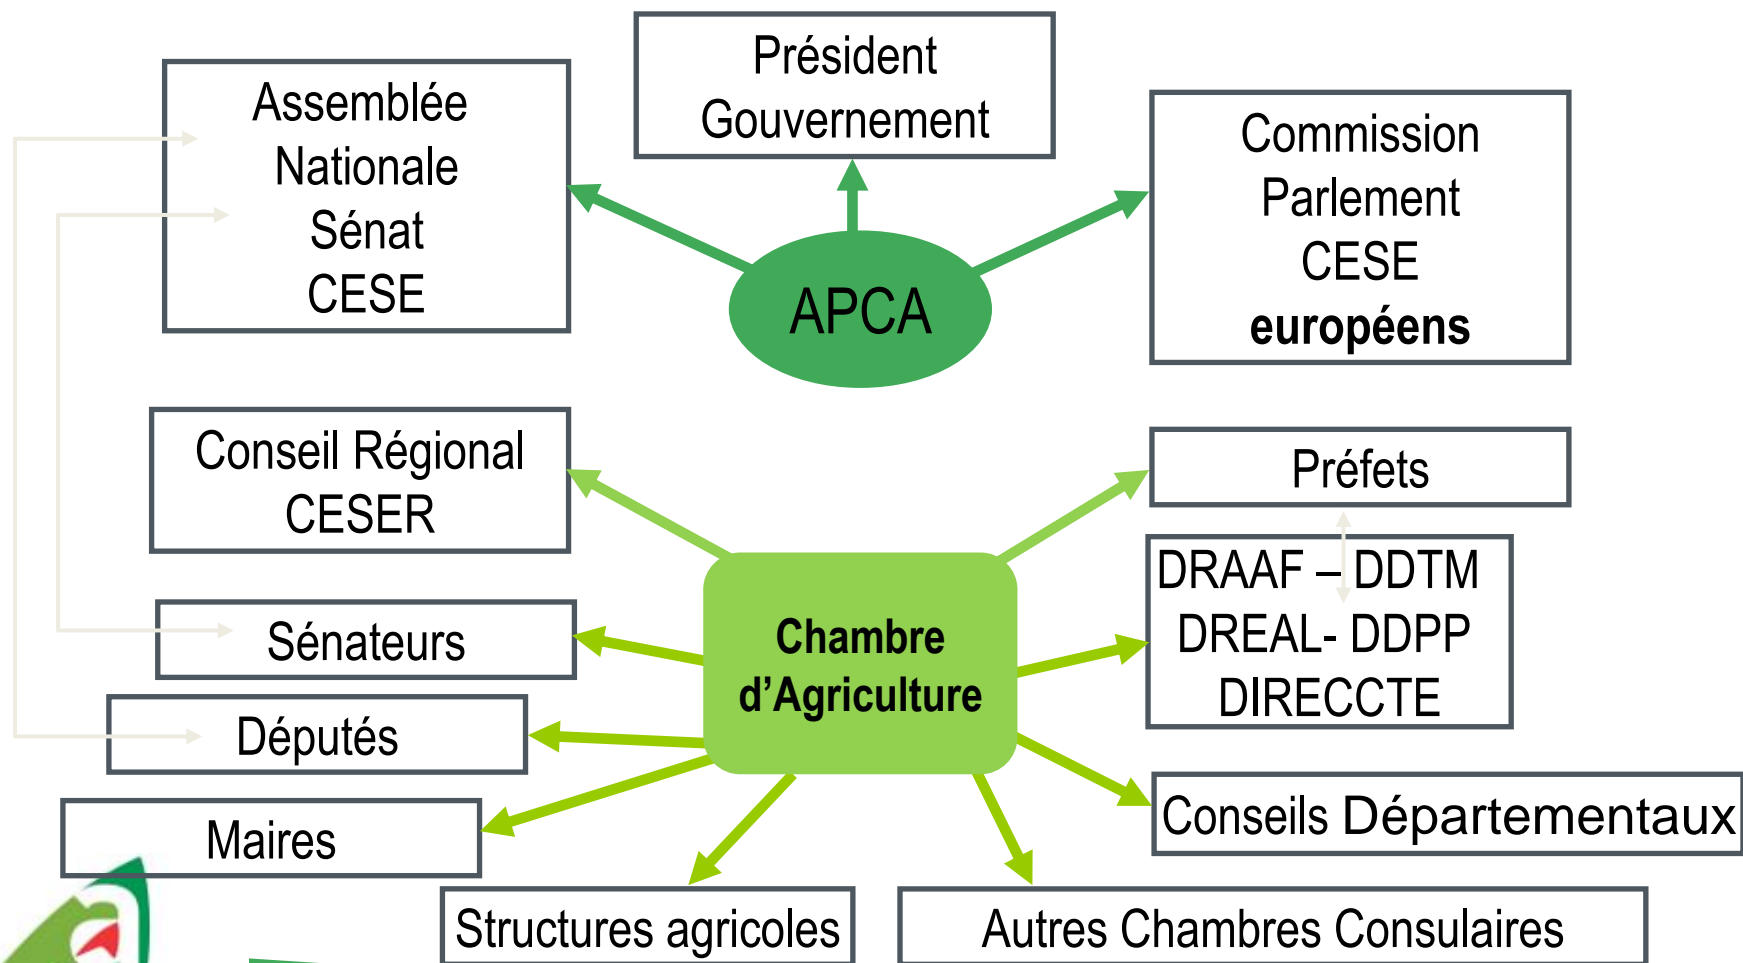 Président
Gouvernement
Assemblée
Nationale
Sénat
CESE
Commission
Parlement
CESE
européens
APCA
Conseil Régional
CESER
Préfets
DRAAF – DDTM
DREAL- DDPP
DIRECCTE
Sénateurs
Chambre
d’Agriculture
Députés
Maires
Conseils Départementaux
Structures agricoles
Autres Chambres Consulaires